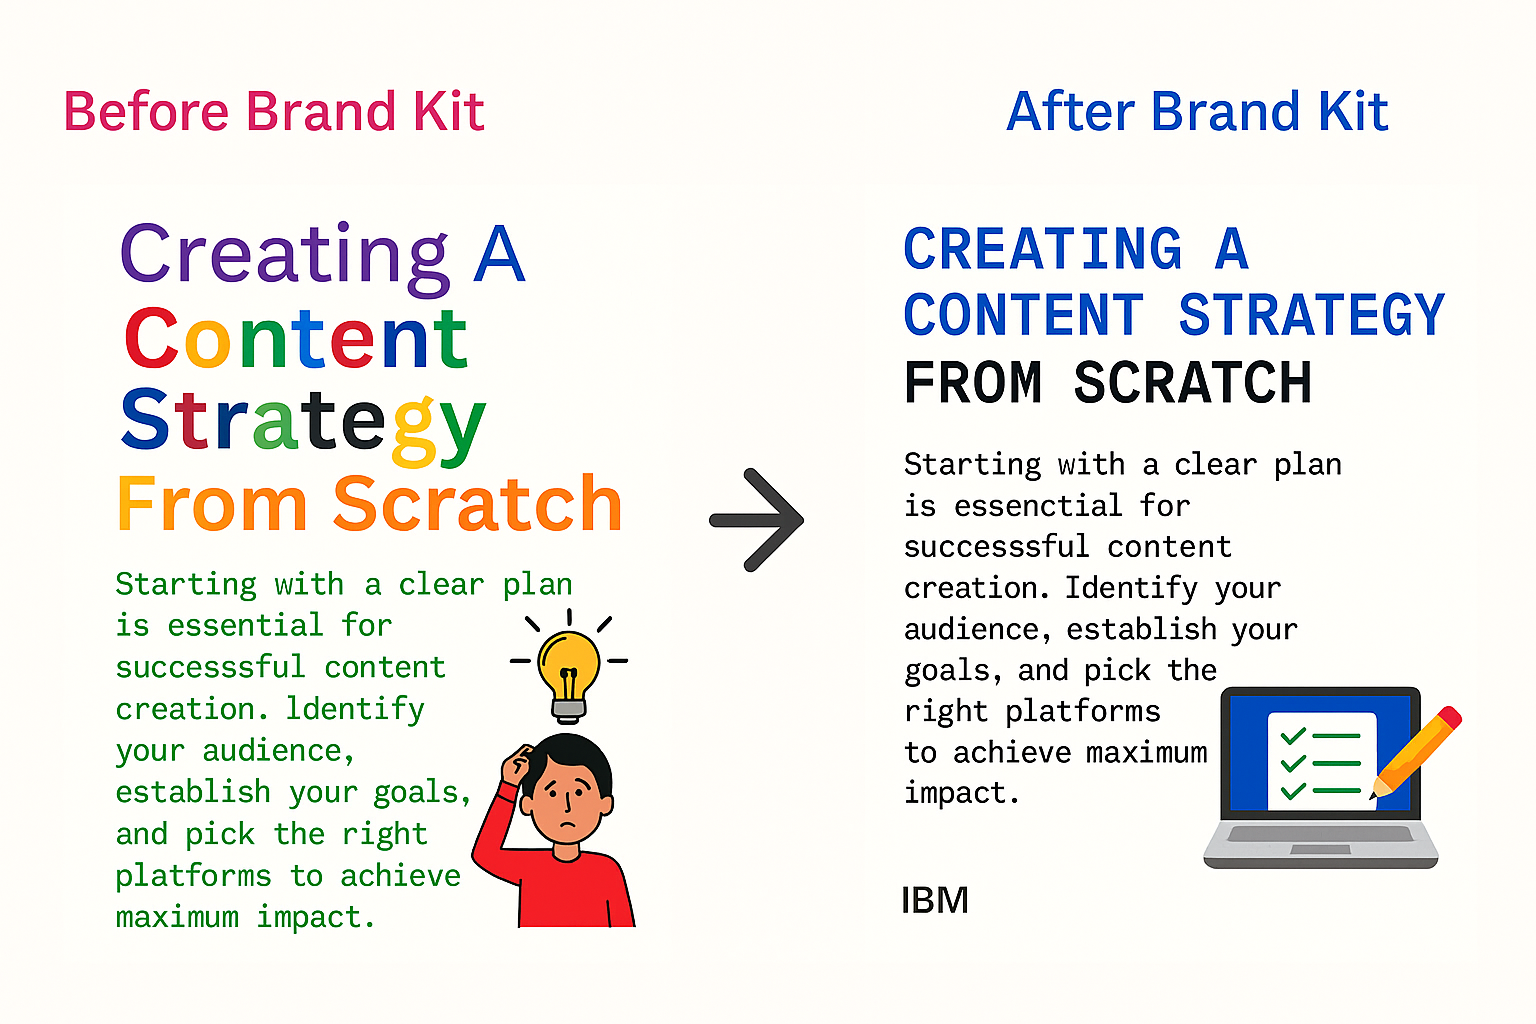 Before Brand Kit
Creating A
Content
Strategy
From Scratch
Starting with a clear plan
is essential for
successsful content
creation. ldentify
your audience,
establish your goals,
and pick the right
platforms to achieve
maximum impact.
After Brand Kit
CREATING A
CONTENT STRATEGY
FROM SCRATCH
Starting with a clear plan
is essenctial for
successsful content
creation. Identify your
audience, establish your
goals, and pick the
right platforms
to achieve maximum
impact.
IBM